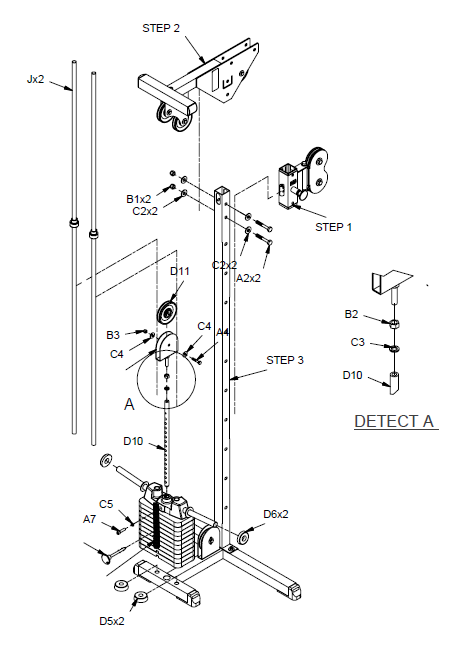 STEP 2
Jx2
B1x2
C2x2
STEP 1
C2x2
A2x2
D11
B3
C4
C4
A4
STEP 3
A
D10
B2
C3
D10
DETECT A
C5
A7
D6x2
D5x2